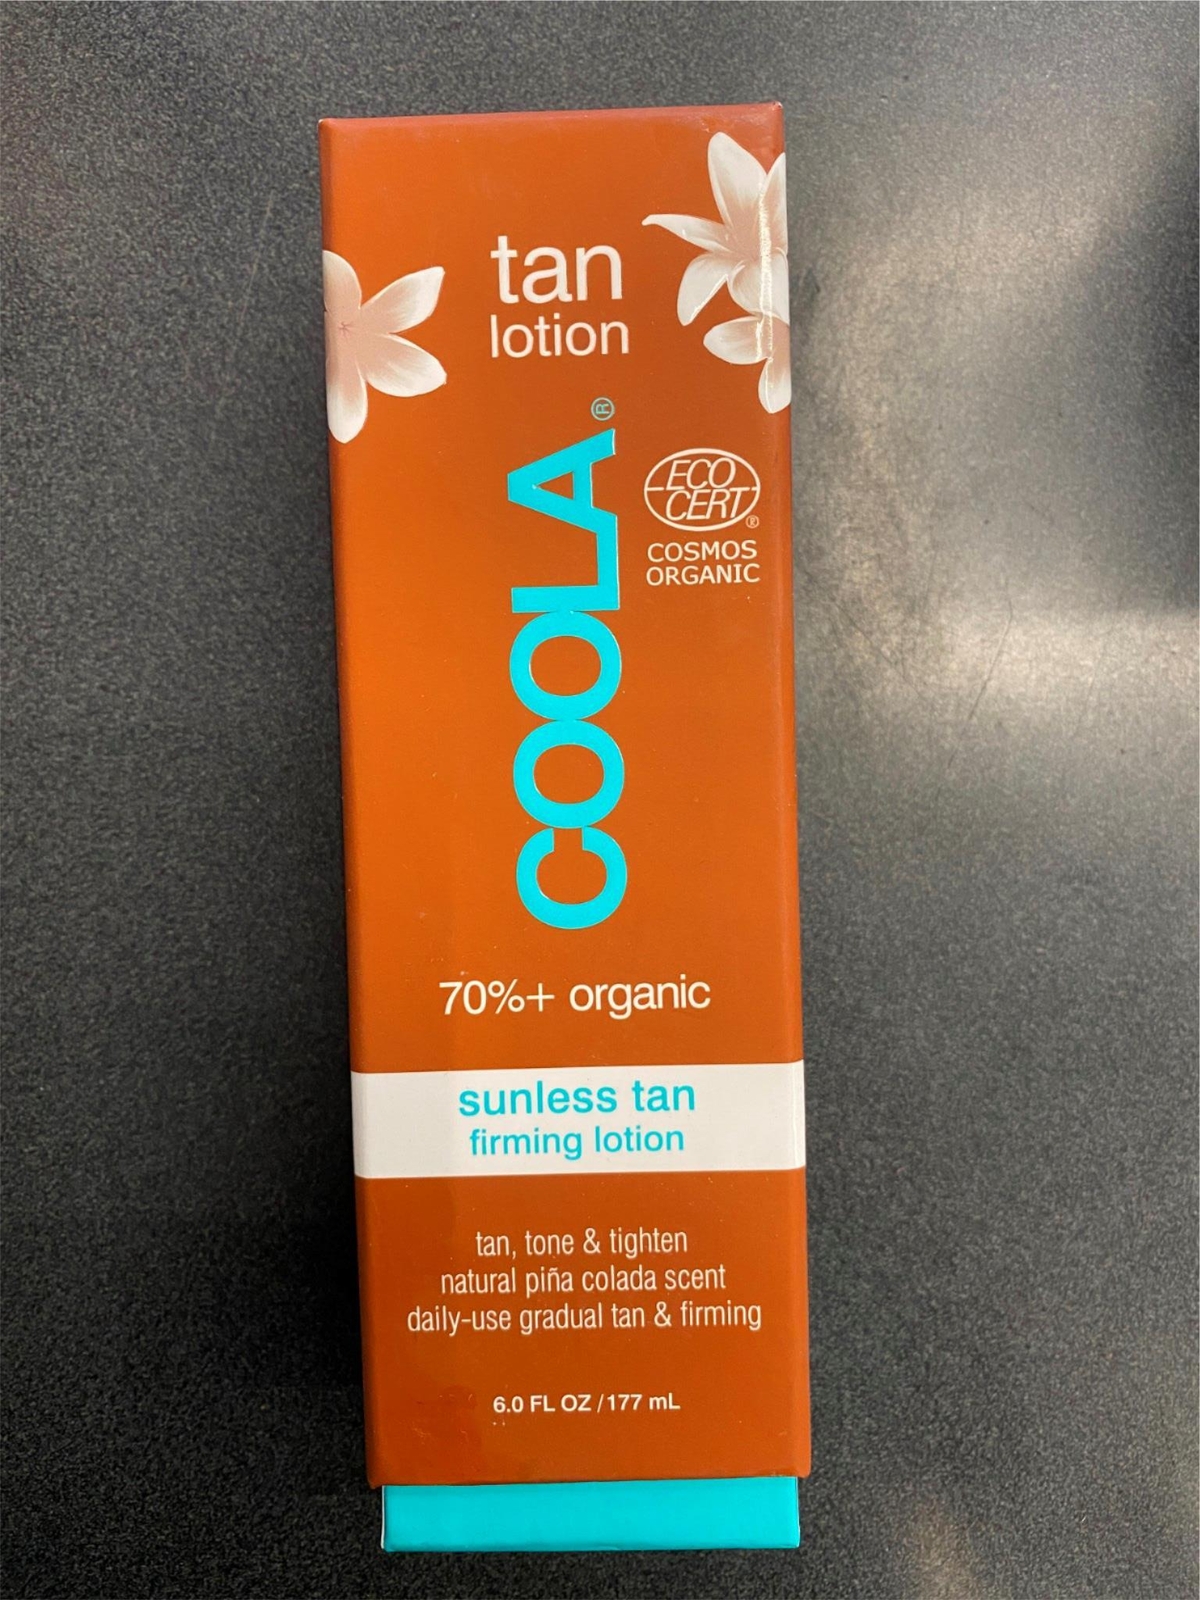 tan
lotion
COOLA®
ECO
CERT®
COSMOS
ORGANIC
70%+ organic
sunless tan
firming lotion
tan, tone & tighten
natural piña colada scent
daily-use gradual tan & firming
6.0 FL OZ / 177 mL